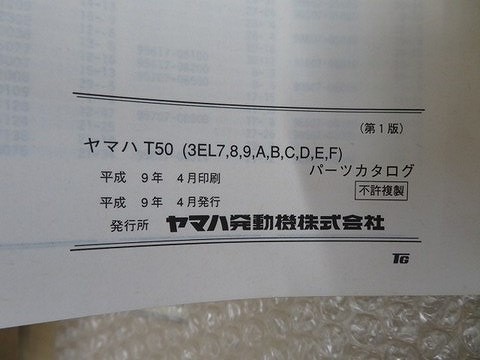 (第1版)
ヤマハ T50 (3EL7,8,9,A,B,C,D,E,F)
パーツカタログ
平成 9年 4月印刷
不許複製
平成 9年 4月発行
発行所 ヤマハ発動機株式会社
TG